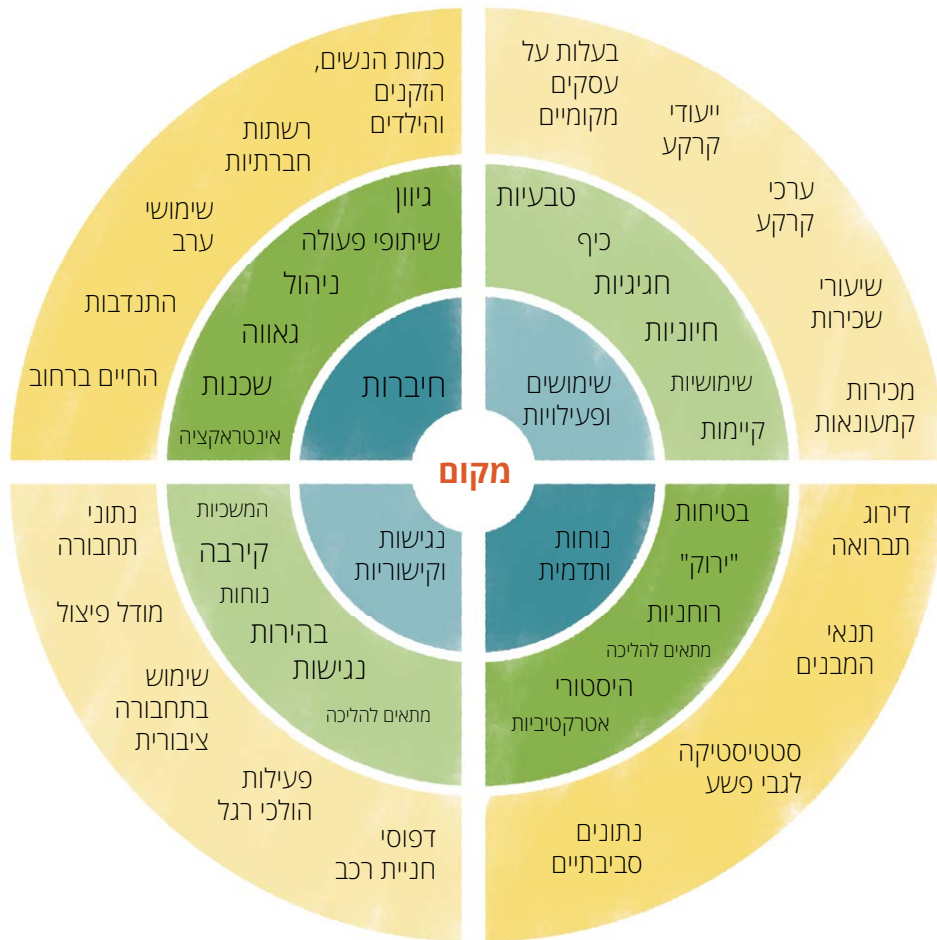 מקום
שימושים
ופעילויות
טבעיות
כיף
חגיגיות
חיוניות
שימושיות
קיימות
בעלות על
עסקים
מקומיים
ייעודי
קרקע
ערכי
קרקע
שיעורי
שכירות
מכירות
קמעונאות
נוחות
ותדמית
בטיחות
"ירוק"
רוחניות
מתאים להליכה
היסטורי
אטרקטיביות
דירוג
תברואה
תנאי
המבנים
סטטיסטיקה
לגבי פשע
נתונים
סביבתיים
נגישות
וקישוריות
המשכיות
קירבה
נוחות
בהירות
נגישות
מתאים להליכה
נתוני
תחבורה
מודל פיצול
שימוש
בתחבורה
ציבורית
פעילות
הולכי רגל
דפוסי
חניית רכב
חיברות
גיוון
שיתופי פעולה
ניהול
גאווה
שכנות
אינטראקציה
כמות הנשים,
הזקנים
והילדים
רשתות
חברתיות
שימושי
ערב
התנדבות
החיים ברחוב